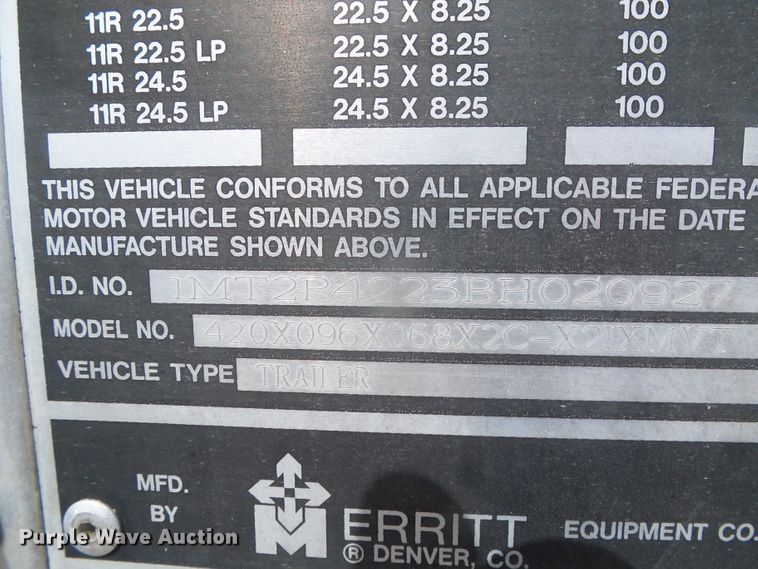 11R 22.5 22.5 X 8.25 100
11R 22.5 LP 22.5 X 8.25 100
11R 24.5 24.5 X 8.25 100
11R 24.5 LP 24.5 X 8.25 100
THIS VEHICLE CONFORMS TO ALL APPLICABLE FEDERA
MOTOR VEHICLE STANDARDS IN EFFECT ON THE DATE
MANUFACTURE SHOWN ABOVE.
I.D. NO. 1MT2P4223BH020927
MODEL NO. 420X096X068X2C-X2IXMVT
VEHICLE TYPE TRAILER
MFD.
BY
MERRITT EQUIPMENT CO.
® DENVER, CO.
Purple Wave Auction